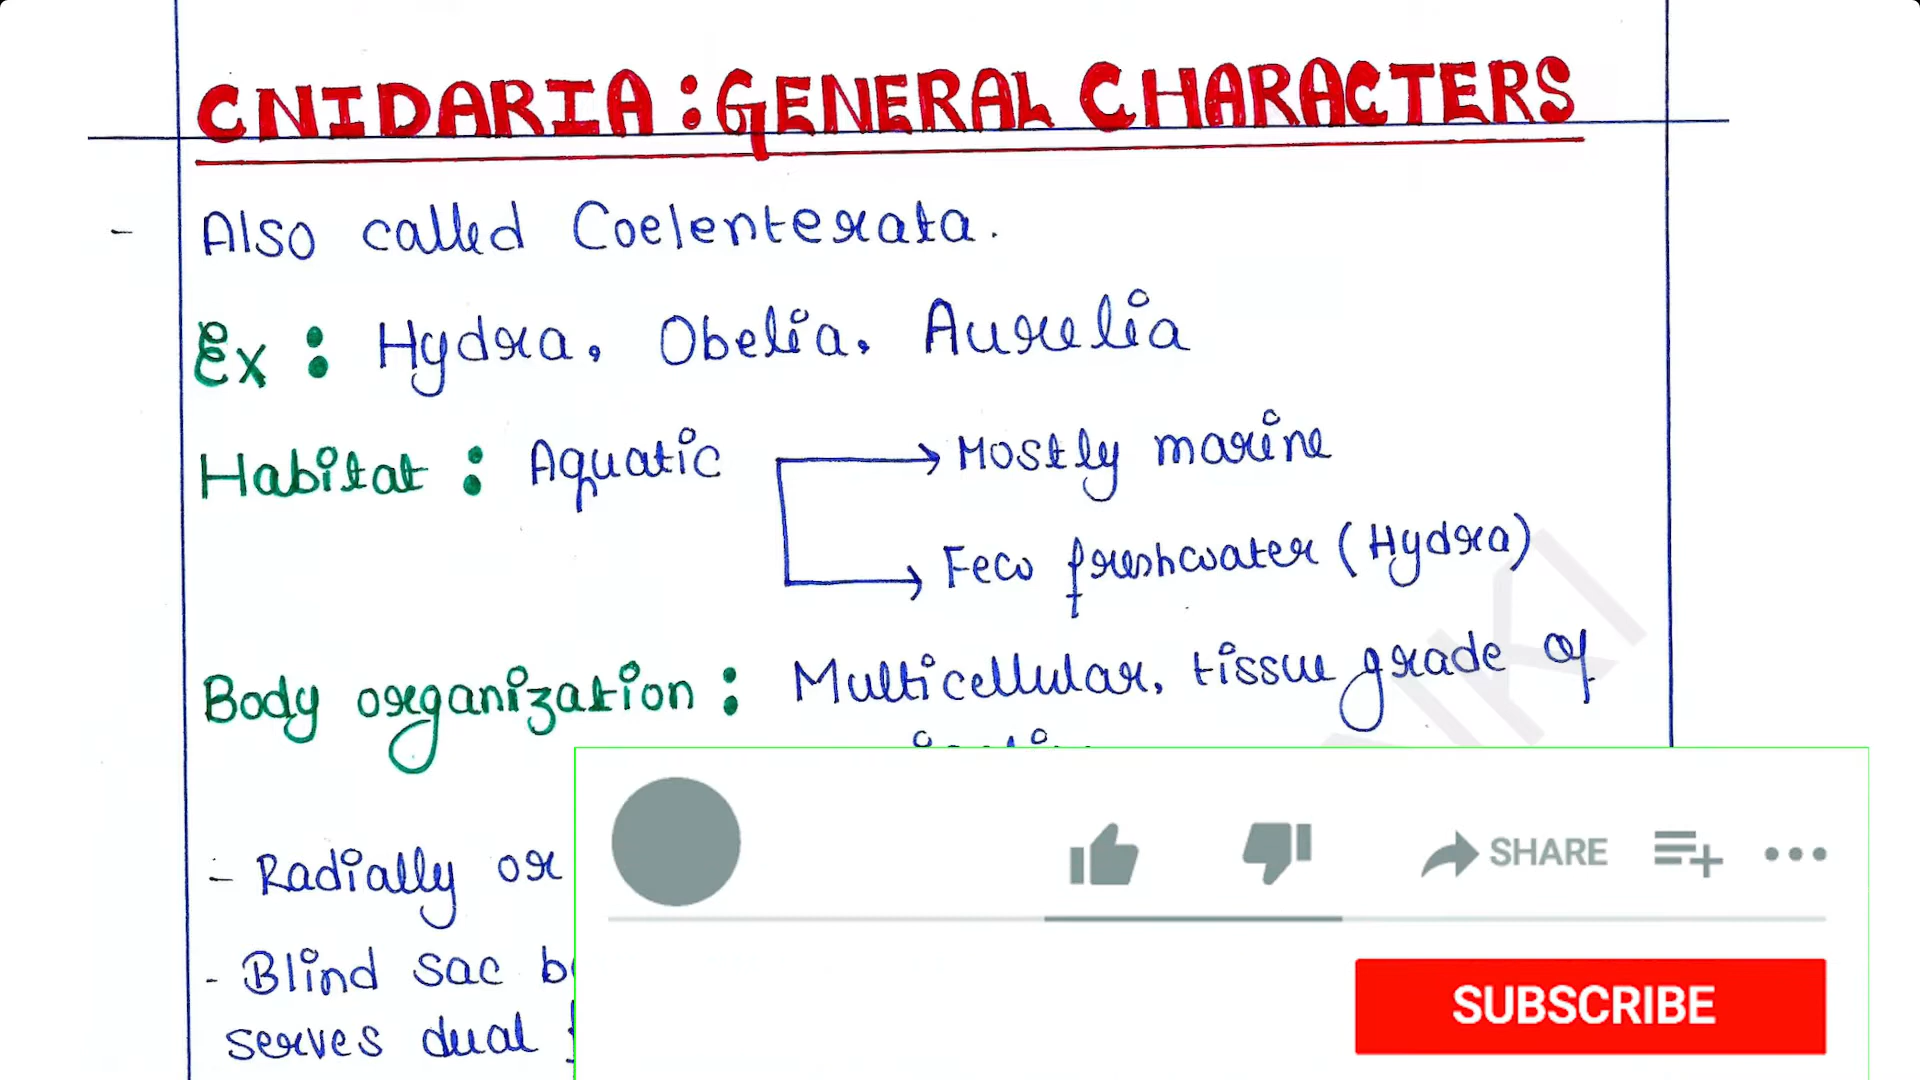 CNIDARIA : GENERAL CHARACTERS
- Also called Coelenterata.
Ex : Hydra, Obelia, Aurelia
Habitat : Aquatic → Mostly marine
→ Few freshwater (Hydra)
Body organization : Multicellular, tissue grade of
- Radially or
- Blind sac
serves dual
SHARE
SUBSCRIBE